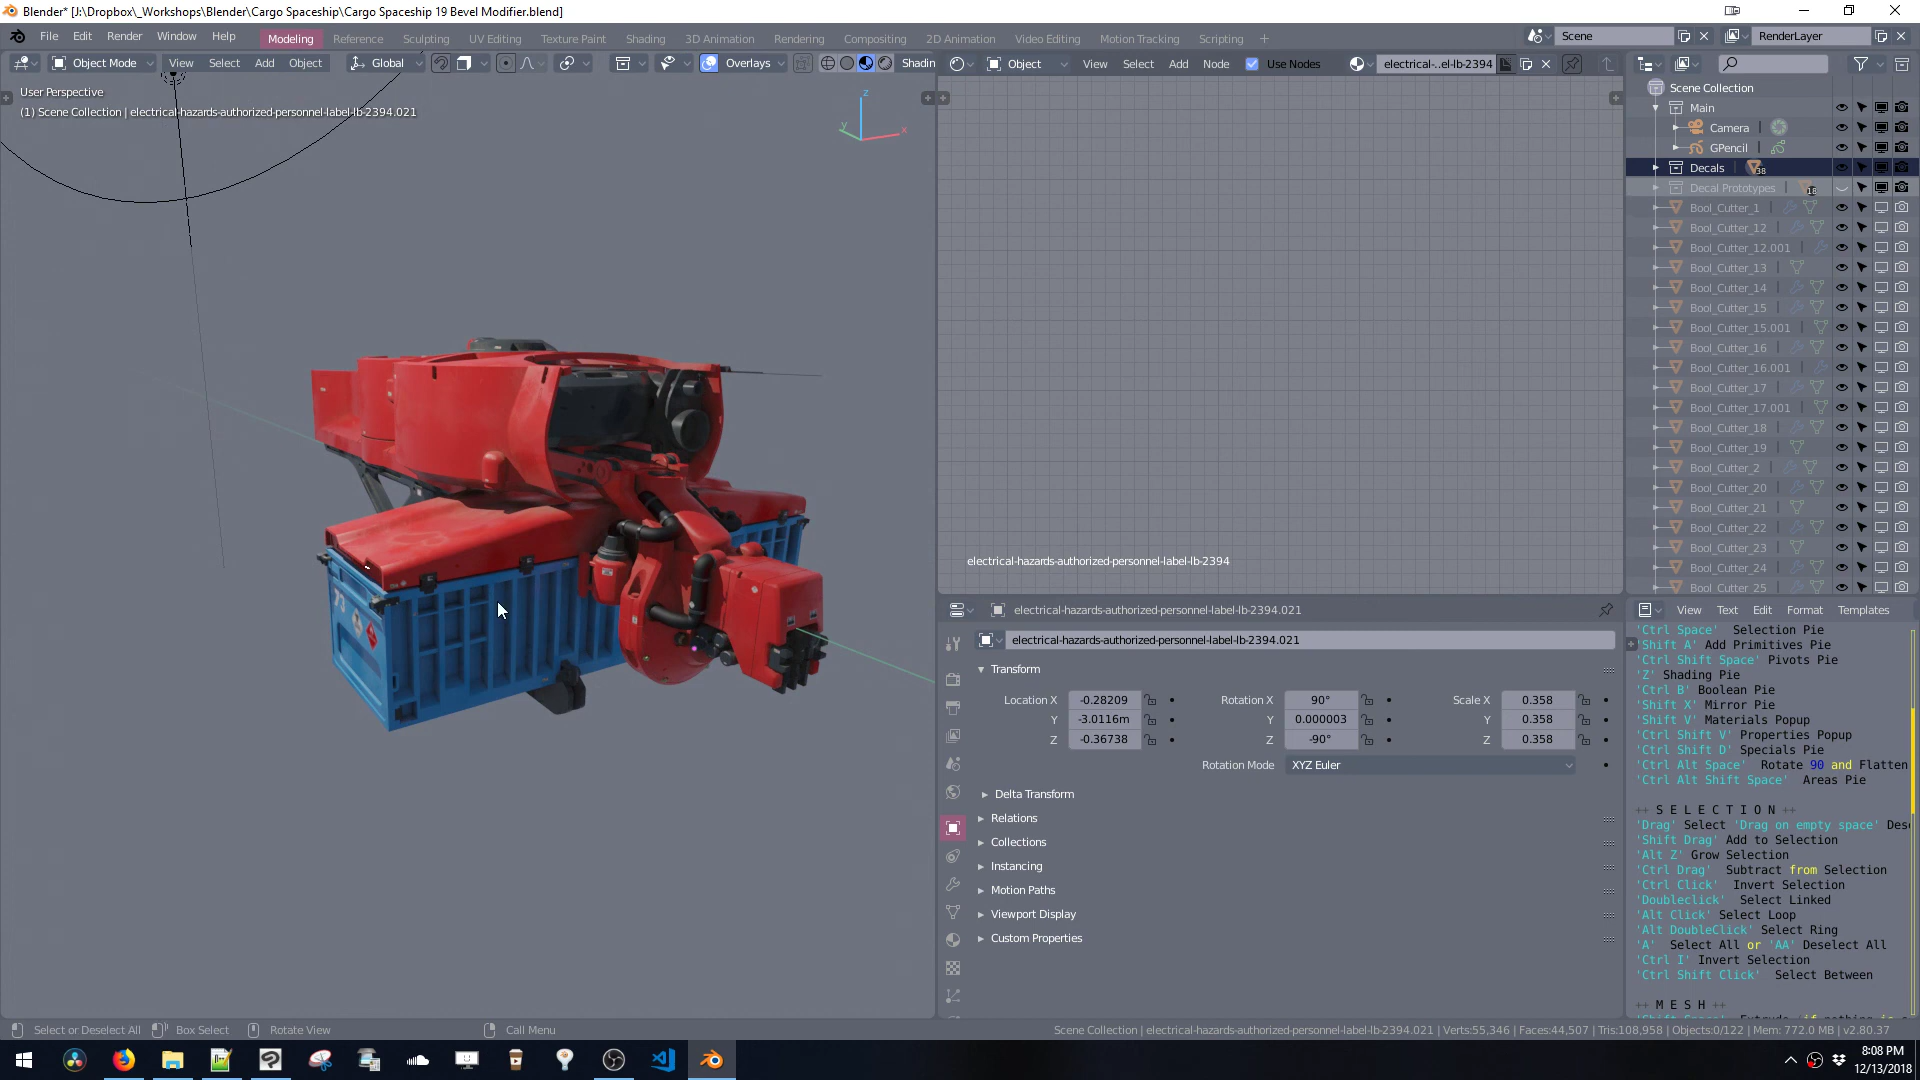 Blender* [J:\Dropbox\_Workshops\Blender\Cargo Spaceship\Cargo Spaceship 19 Bevel Modifier.blend]
File Edit Render Window Help Modeling Reference Sculpting UV Editing Texture Paint Shading 3D Animation Rendering Compositing 2D Animation Video Editing Motion Tracking Scripting Scene RenderLayer
Object Mode View Select Add Object Global Overlays Shadin
Object View Select Add Node Use Nodes electrical-..el-lb-2394
User Perspective
(1) Scene Collection | electrical-hazards-authorized-personnel-label-lb-2394.021
z
y
x
73
electrical-hazards-authorized-personnel-label-lb-2394
Scene Collection
Main
Camera
GPencil
Decals 38
Decal Prototypes 18
Bool_Cutter_1
Bool_Cutter_12
Bool_Cutter_12.001
Bool_Cutter_13
Bool_Cutter_14
Bool_Cutter_15
Bool_Cutter_15.001
Bool_Cutter_16
Bool_Cutter_16.001
Bool_Cutter_17
Bool_Cutter_17.001
Bool_Cutter_18
Bool_Cutter_19
Bool_Cutter_2
Bool_Cutter_20
Bool_Cutter_21
Bool_Cutter_22
Bool_Cutter_23
Bool_Cutter_24
Bool_Cutter_25
electrical-hazards-authorized-personnel-label-lb-2394.021
electrical-hazards-authorized-personnel-label-lb-2394.021
Transform
Location X -0.28209 Rotation X 90° Scale X 0.358
Y -3.0116m Y 0.000003 Y 0.358
Z -0.36738 Z -90° Z 0.358
Rotation Mode XYZ Euler
Delta Transform
Relations
Collections
Instancing
Motion Paths
Viewport Display
Custom Properties
View Text Edit Format Templates
'Ctrl Space' Selection Pie
'Shift A' Add Primitives Pie
'Ctrl Shift Space' Pivots Pie
'Z' Shading Pie
'Ctrl B' Boolean Pie
'Shift X' Mirror Pie
'Shift V' Materials Popup
'Ctrl Shift V' Properties Popup
'Ctrl Shift D' Specials Pie
'Ctrl Alt Space' Rotate 90 and Flatten
'Ctrl Alt Shift Space' Areas Pie
++ S E L E C T I O N ++
'Drag' Select 'Drag on empty space' Des
'Shift Drag' Add to Selection
'Alt Z' Grow Selection
'Ctrl Drag' Subtract from Selection
'Ctrl Click' Invert Selection
'Doubleclick' Select Linked
'Alt Click' Select Loop
'Alt DoubleClick' Select Ring
'A' Select All or 'AA' Deselect All
'Ctrl I' Invert Selection
'Ctrl Shift Click' Select Between
++ M E S H ++
Select or Deselect All Box Select Rotate View Call Menu
Scene Collection | electrical-hazards-authorized-personnel-label-lb-2394.021 | Verts:55,346 | Faces:44,507 | Tris:108,958 | Objects:0/122 | Mem: 772.0 MB | v2.80.37
8:08 PM
12/13/2018